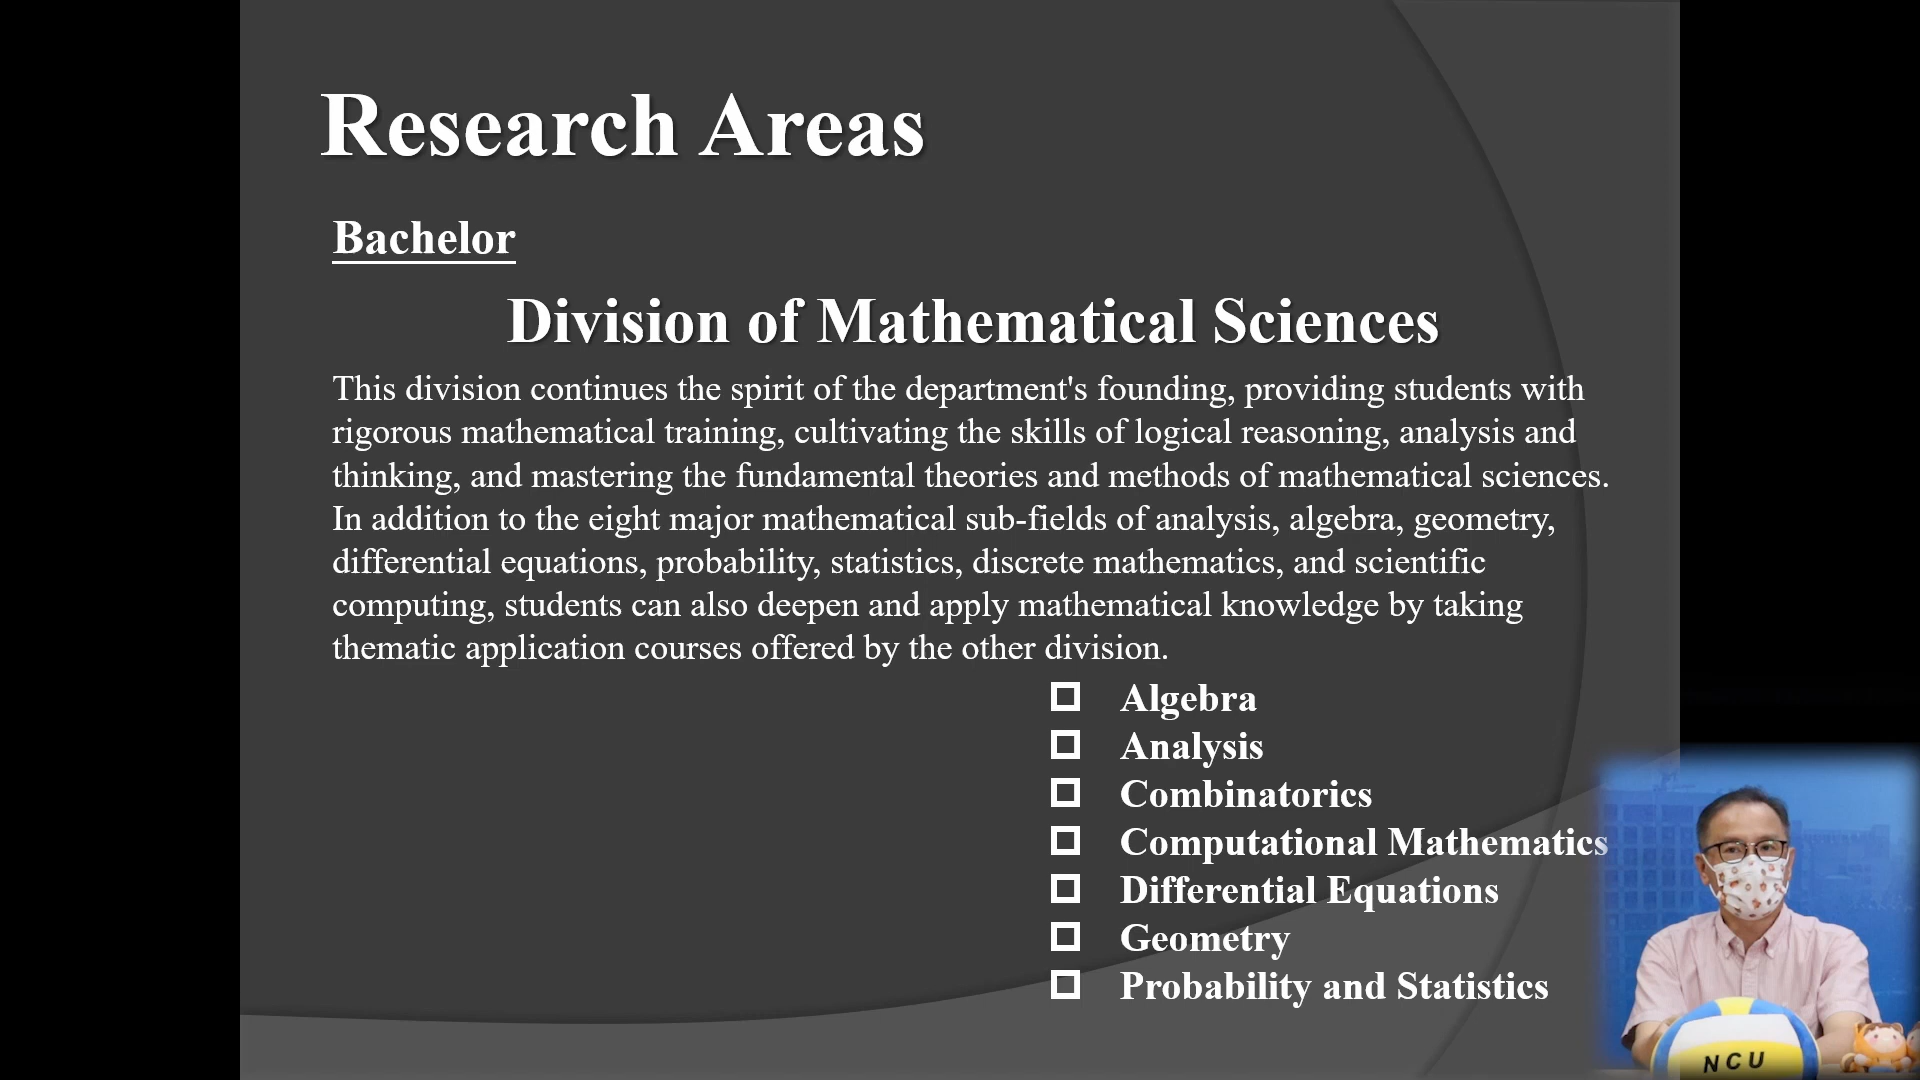 Research Areas
Bachelor
Division of Mathematical Sciences
This division continues the spirit of the department's founding, providing students with
rigorous mathematical training, cultivating the skills of logical reasoning, analysis and
thinking, and mastering the fundamental theories and methods of mathematical sciences.
In addition to the eight major mathematical sub-fields of analysis, algebra, geometry,
differential equations, probability, statistics, discrete mathematics, and scientific
computing, students can also deepen and apply mathematical knowledge by taking
thematic application courses offered by the other division.
Algebra
Analysis
Combinatorics
Computational Mathematics
Differential Equations
Geometry
Probability and Statistics
NCU